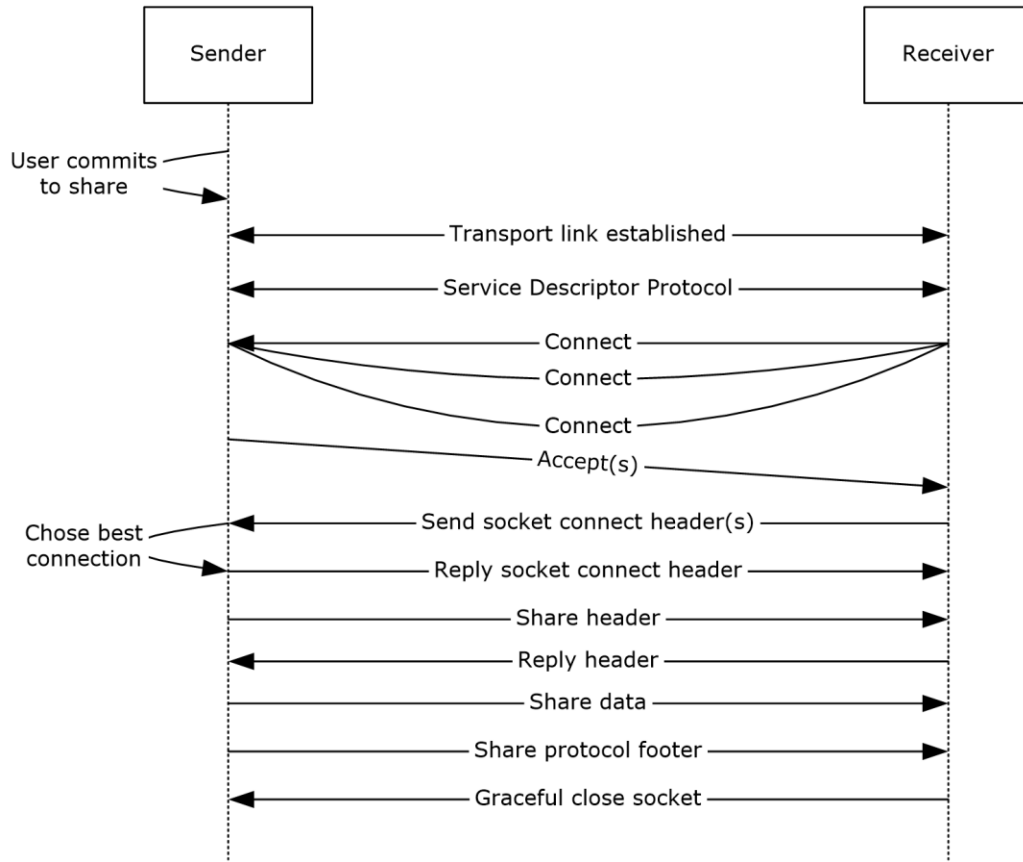 Sender
Receiver
User commits
to share
Transport link established
Service Descriptor Protocol
Connect
Connect
Connect
Accept(s)
Send socket connect header(s)
Chose best
connection
Reply socket connect header
Share header
Reply header
Share data
Share protocol footer
Graceful close socket